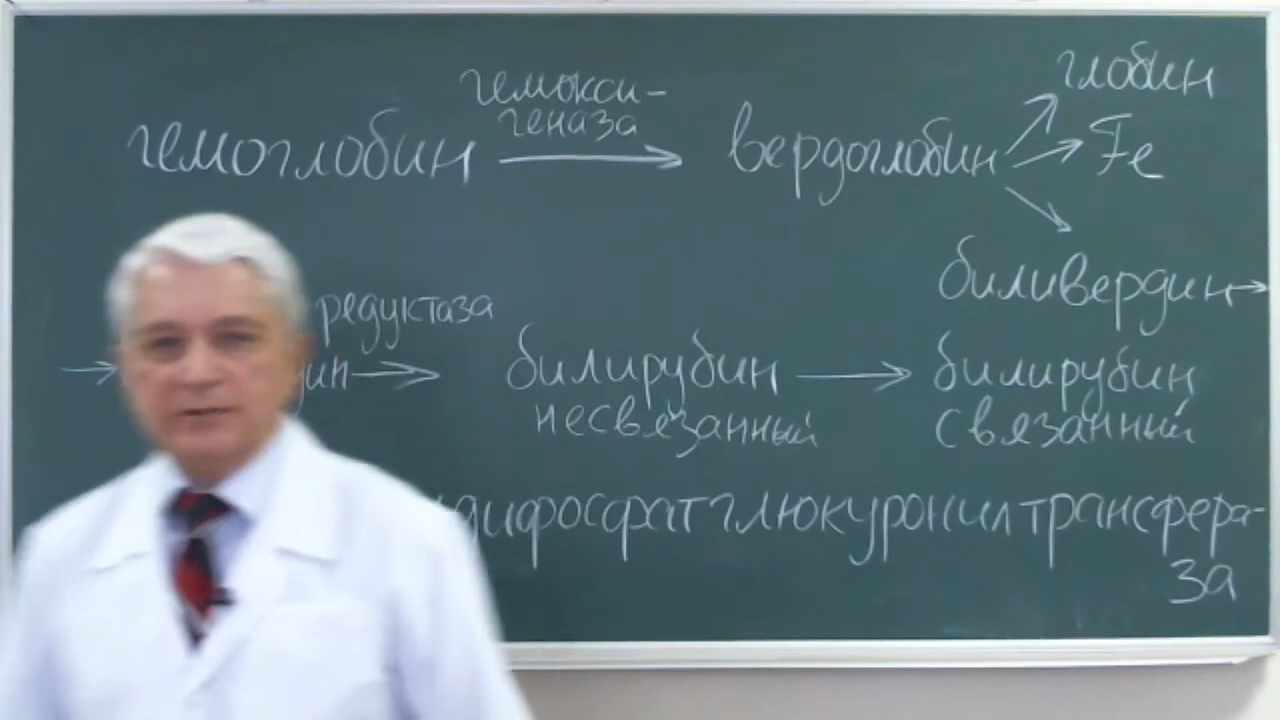 гемоглобин гемокси-
геназа → вердоглобин
глобин
Fe
биливердин →
→ редуктаза
→ билирубин → билирубин
несвязанный связанный
дифосфатглюкуронилтрансфера-
за